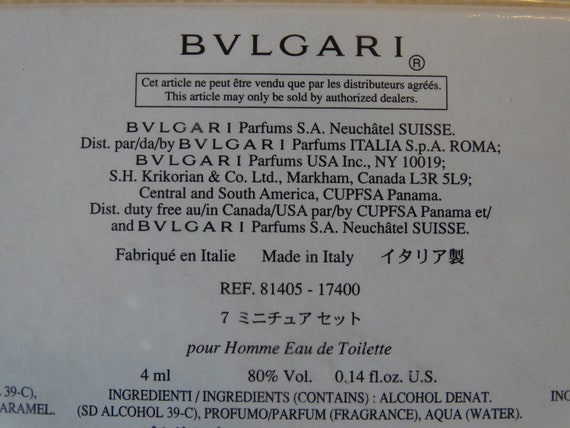 BVLGARI®
Cet article ne peut être vendu que par les distributeurs agréés.
This article may only be sold by authorized dealers.
BVLGARI Parfums S.A. Neuchâtel SUISSE.
Dist. par/da/by BVLGARI Parfums ITALIA S.p.A. ROMA;
BVLGARI Parfums USA Inc., NY 10019;
S.H. Krikorian & Co. Ltd., Markham, Canada L3R 5L9;
Central and South America, CUPFSA Panama.
Dist. duty free au/in Canada/USA par/by CUPFSA Panama et/
and BVLGARI Parfums S.A. Neuchâtel SUISSE.
Fabriqué en Italie Made in Italy イタリア製
REF. 81405 - 17400
7 ミニチュア セット
pour Homme Eau de Toilette
4 ml 80% Vol. 0.14 fl.oz. U.S.
39-C), INGREDIENTI / INGREDIENTS (CONTAINS) : ALCOHOL DENAT. ING
ARAMEL. (SD ALCOHOL 39-C), PROFUMO/PARFUM (FRAGRANCE), AQUA (WATER).